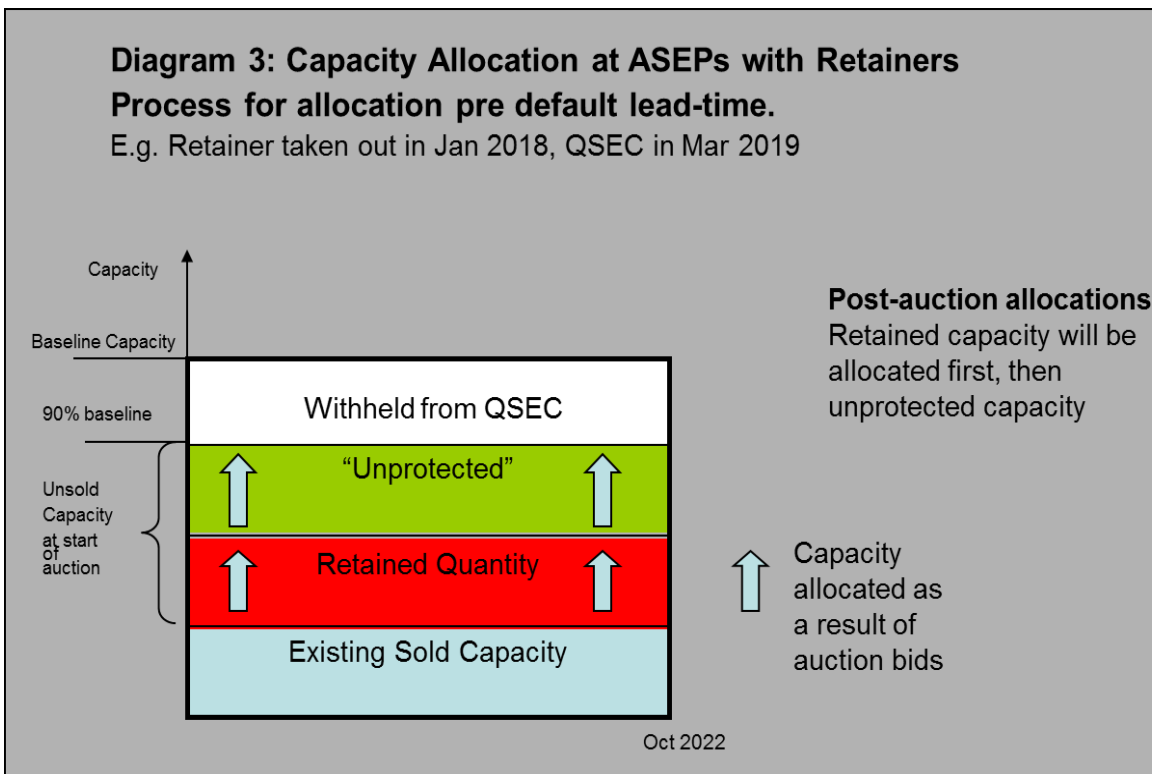 Diagram 3: Capacity Allocation at ASEPs with Retainers
Process for allocation pre default lead-time.
E.g. Retainer taken out in Jan 2018, QSEC in Mar 2019
Capacity
Baseline Capacity
90% baseline
Unsold
Capacity
at start
of
auction
Withheld from QSEC
“Unprotected”
Retained Quantity
Existing Sold Capacity
Oct 2022
Post-auction allocations
Retained capacity will be
allocated first, then
unprotected capacity
Capacity
allocated as
a result of
auction bids